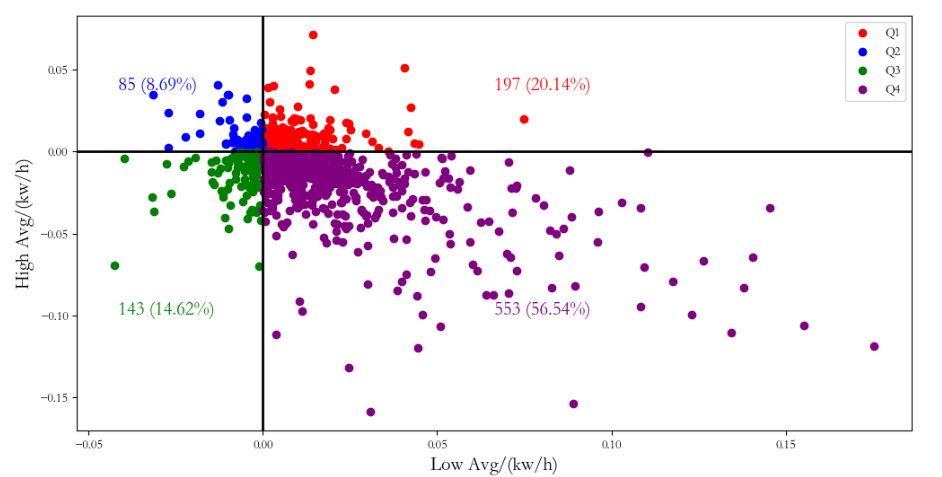 Q1
Q2
Q3
Q4
85 (8.69%)
197 (20.14%)
143 (14.62%)
553 (56.54%)
0.05
0.00
−0.05
−0.10
−0.15
High Avg/(kw/h)
−0.05
0.00
0.05
0.10
0.15
Low Avg/(kw/h)